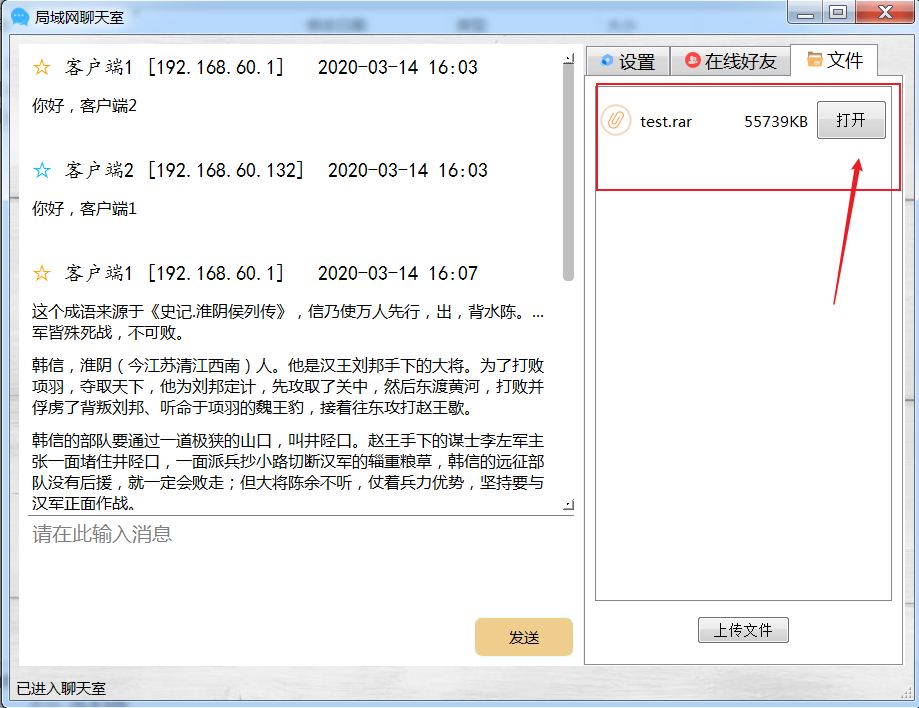 局域网聊天室
客户端1 [192.168.60.1] 2020-03-14 16:03
你好，客户端2
客户端2 [192.168.60.132] 2020-03-14 16:03
你好，客户端1
客户端1 [192.168.60.1] 2020-03-14 16:07
这个成语来源于《史记.淮阴侯列传》，信乃使万人先行，出，背水陈。...
军皆殊死战，不可败。
韩信，淮阴（今江苏清江西南）人。他是汉王刘邦手下的大将。为了打败
项羽，夺取天下，他为刘邦定计，先攻取了关中，然后东渡黄河，打败并
俘虏了背叛刘邦、听命于项羽的魏王豹，接着往东攻打赵王歇。
韩信的部队要通过一道极狭的山口，叫井陉口。赵王手下的谋士李左军主
张一面堵住井陉口，一面派兵抄小路切断汉军的辎重粮草，韩信的远征部
队没有后援，就一定会败走；但大将陈余不听，仗着兵力优势，坚持要与
汉军正面作战。
请在此输入消息
发送
设置 在线好友 文件
test.rar 55739KB 打开
上传文件
已进入聊天室